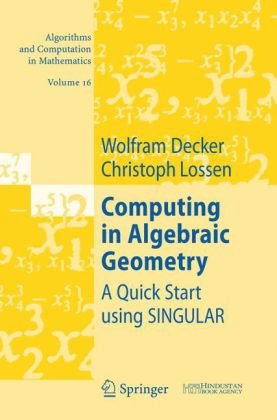 Algorithms
and Computation in
Mathematics
Volume 16
Wolfram Decker
Christoph Lossen
Computing
in Algebraic
Geometry
A Quick Start
using SINGULAR
Springer
HINDUSTAN
BOOK AGENCY